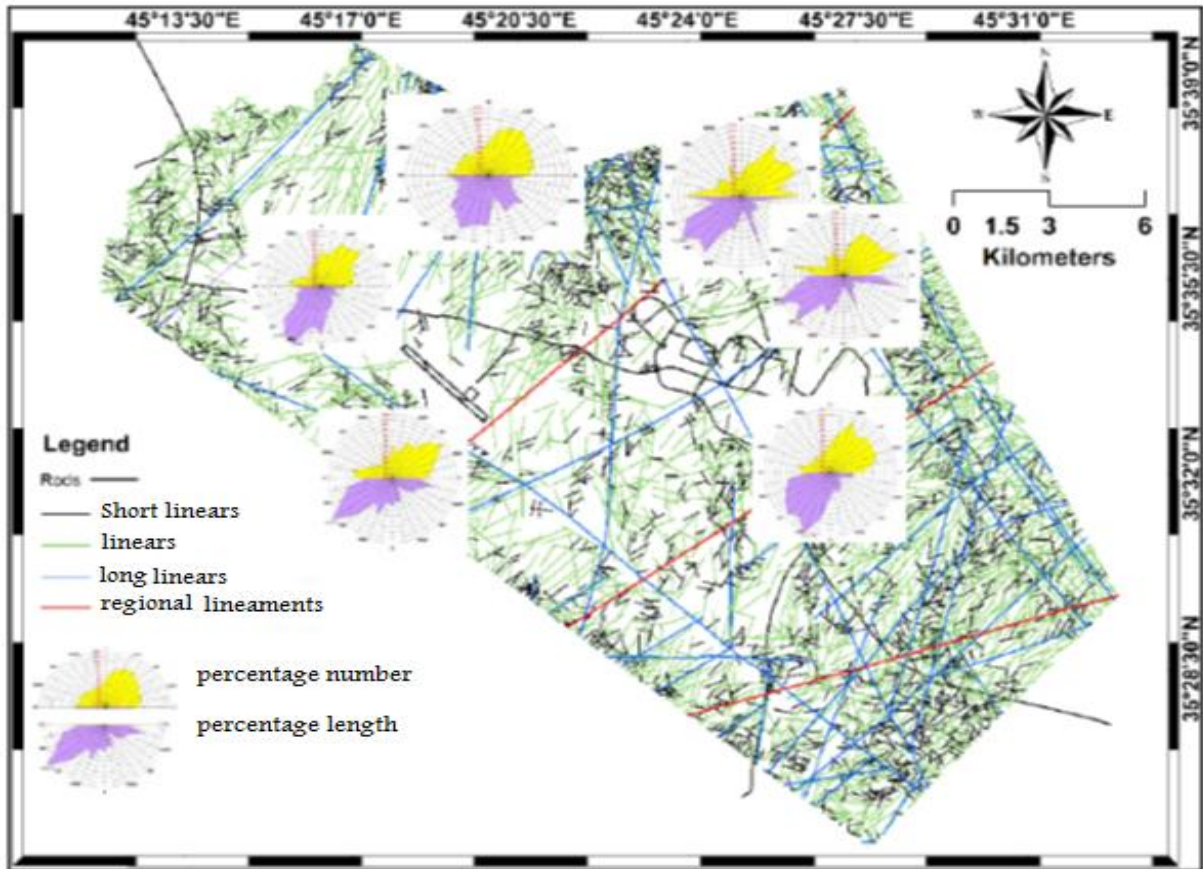 45°13'30"E 45°17'0"E 45°20'30"E 45°24'0"E 45°27'30"E 45°31'0"E
35°39'0"N
35°35'30"N
35°32'0"N
35°28'30"N
N
W E
S
0 1.5 3 6
Kilometers
Legend
Rods
Short linears
linears
long linears
regional lineaments
percentage number
percentage length